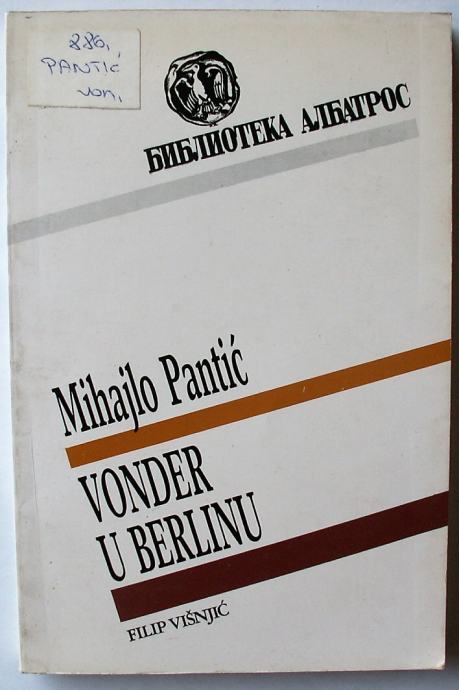 886.
PANTIĆ
von.
БИБЛИОТЕКА АЛБАТРОС
Mihajlo Pantić
VONDER
U BERLINU
FILIP VIŠNJIĆ